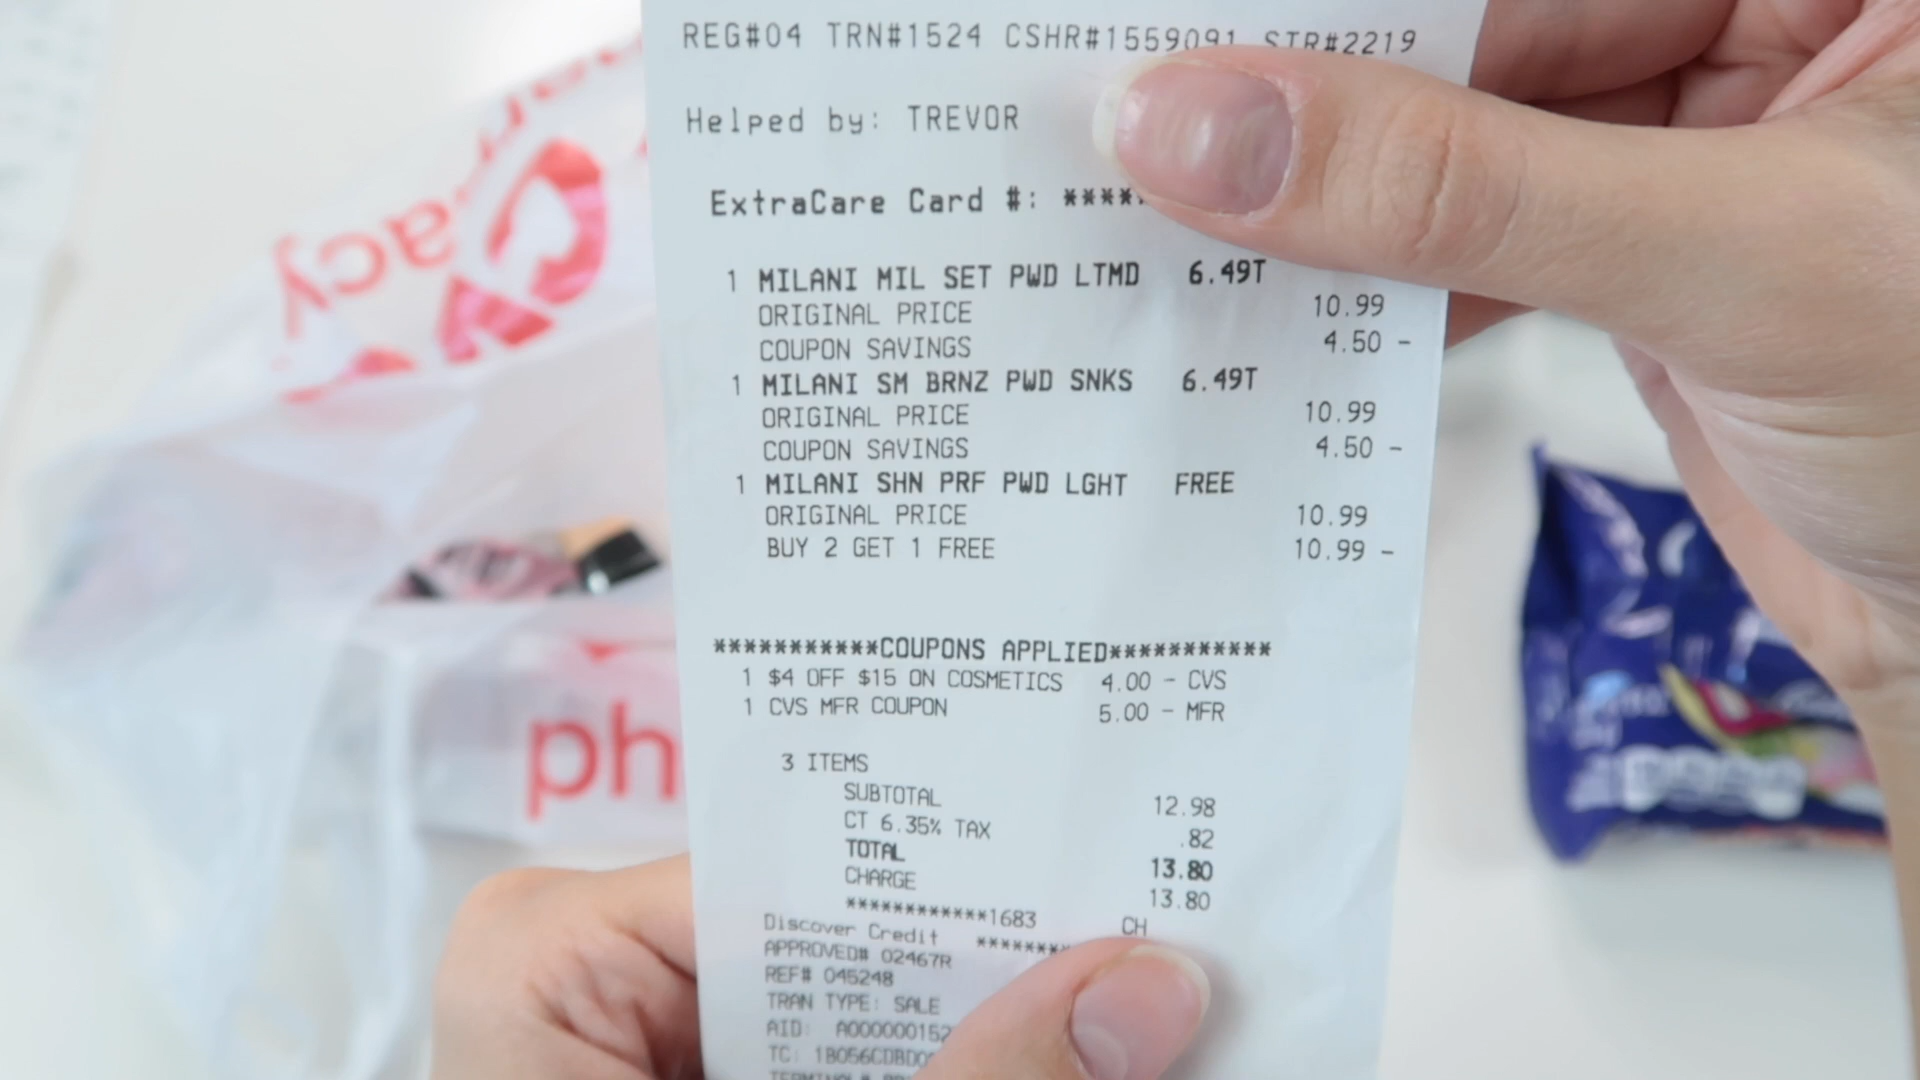 REG#04 TRN#1524 CSHR#1559091 STR#2219
Helped by: TREVOR
ExtraCare Card #: ****
1 MILANI MIL SET PWD LTMD 6.49T
ORIGINAL PRICE 10.99
COUPON SAVINGS 4.50 -
1 MILANI SM BRNZ PWD SNKS 6.49T
ORIGINAL PRICE 10.99
COUPON SAVINGS 4.50 -
1 MILANI SHN PRF PWD LGHT FREE
ORIGINAL PRICE 10.99
BUY 2 GET 1 FREE 10.99 -
***********COUPONS APPLIED***********
1 $4 OFF $15 ON COSMETICS 4.00 - CVS
1 CVS MFR COUPON 5.00 - MFR
3 ITEMS
SUBTOTAL 12.98
CT 6.35% TAX .82
TOTAL 13.80
CHARGE 13.80
************1683 CH
Discover Credit ********
APPROVED# 02467R
REF# 045248
TRAN TYPE: SALE
AID: A000000152
TC: 1B056CDBD0
ph
acy